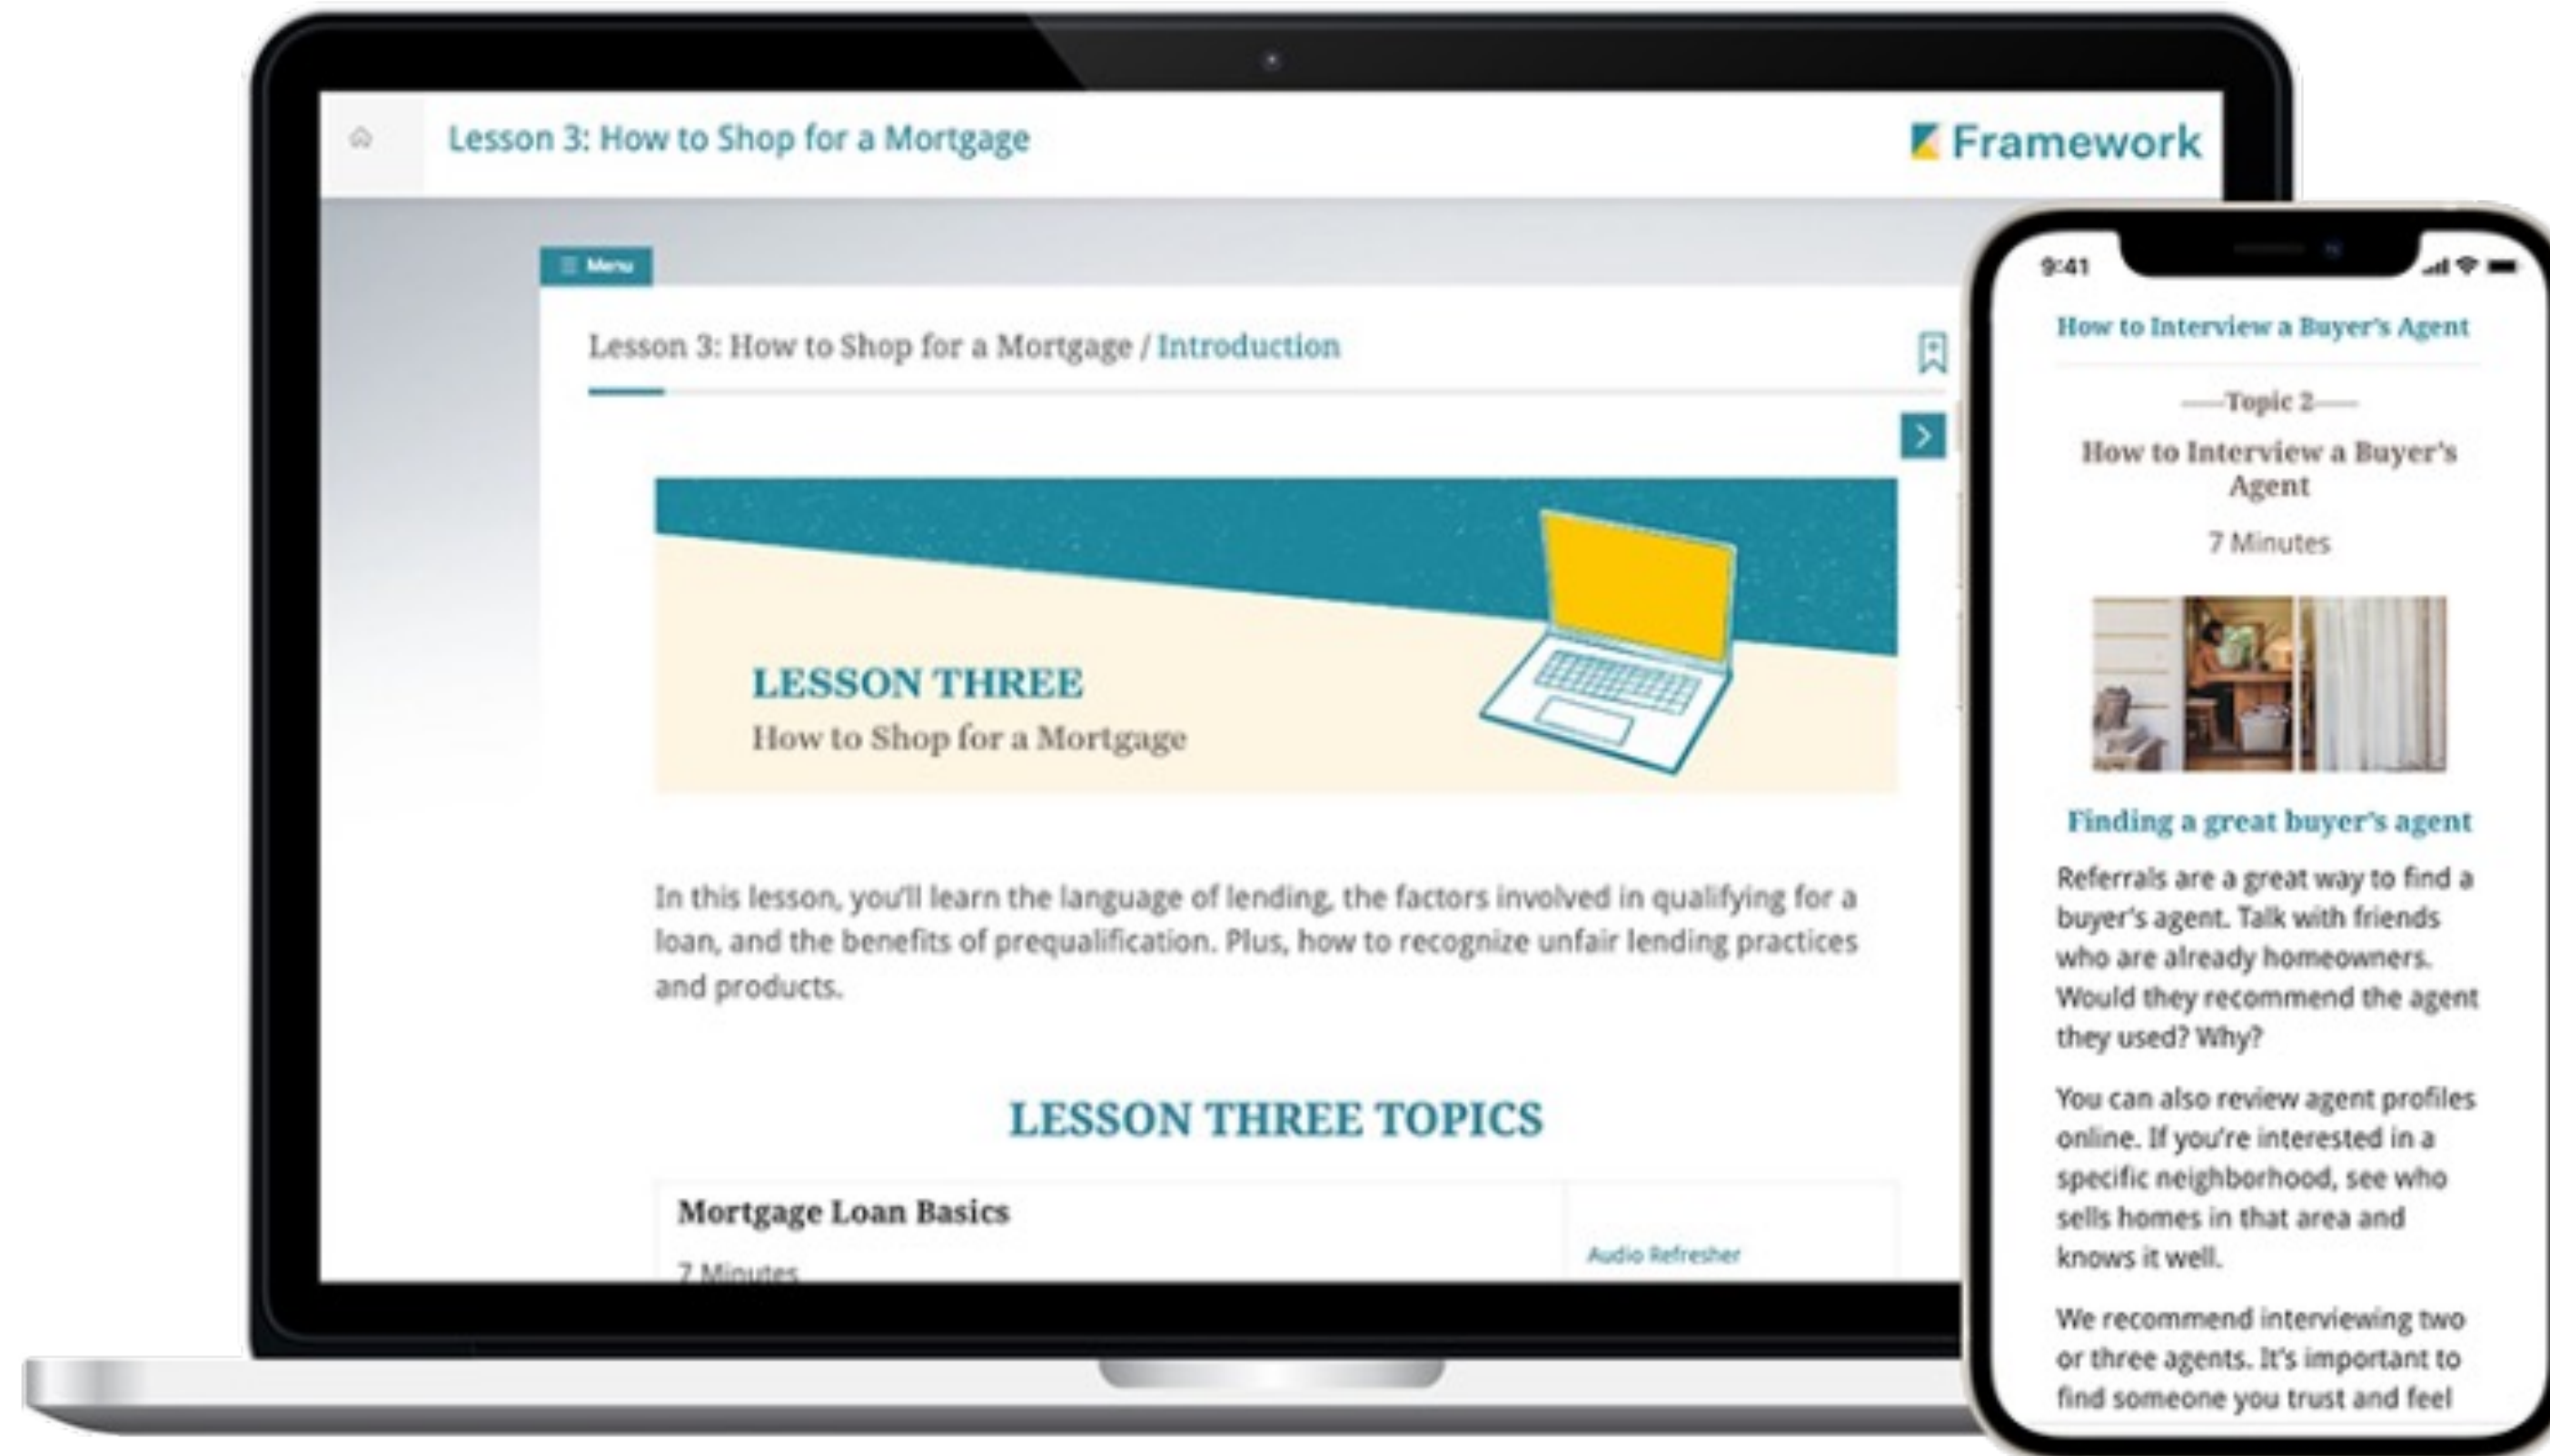 Lesson 3: How to Shop for a Mortgage
Framework
Menu
Lesson 3: How to Shop for a Mortgage / Introduction
LESSON THREE
How to Shop for a Mortgage
In this lesson, you'll learn the language of lending, the factors involved in qualifying for a
loan, and the benefits of prequalification. Plus, how to recognize unfair lending practices
and products.
LESSON THREE TOPICS
Mortgage Loan Basics
7 Minutes
Audio Refresher
9:41
How to Interview a Buyer's Agent
Topic 2
How to Interview a Buyer's
Agent
7 Minutes
Finding a great buyer's agent
Referrals are a great way to find a
buyer's agent. Talk with friends
who are already homeowners.
Would they recommend the agent
they used? Why?
You can also review agent profiles
online. If you're interested in a
specific neighborhood, see who
sells homes in that area and
knows it well.
We recommend interviewing two
or three agents. It's important to
find someone you trust and feel